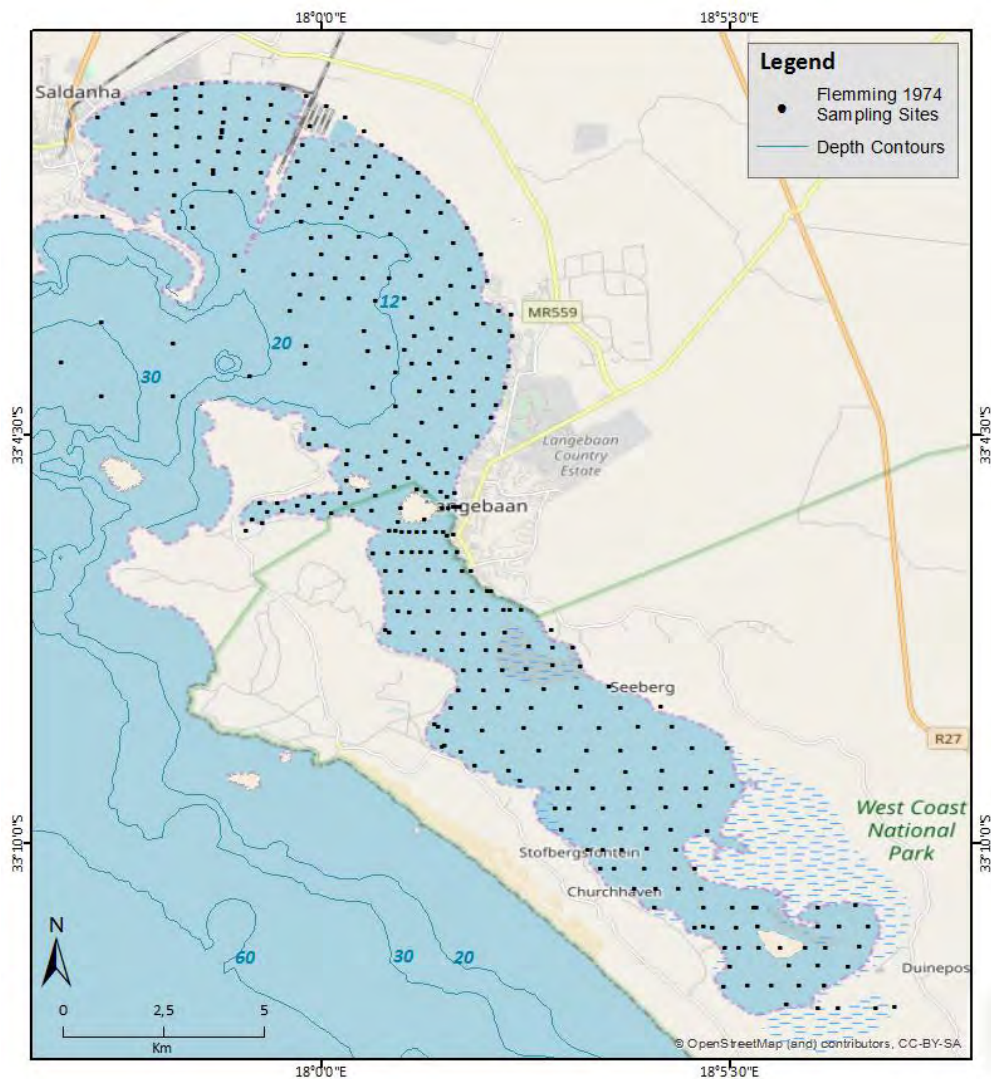 18°0'0"E
18°5'30"E
Saldanha
Legend
Flemming 1974
Sampling Sites
Depth Contours
MR559
12
20
30
33°4'30"S
33°4'30"S
Langebaan
Country
Estate
angebaan
Seeberg
R27
West Coast
National
Park
33°10'0"S
33°10'0"S
Stofbergsfontein
Churchhaven
N
60
30
20
Duinepos
0
2,5
5
Km
© OpenStreetMap (and) contributors, CC-BY-SA
18°0'0"E
18°5'30"E